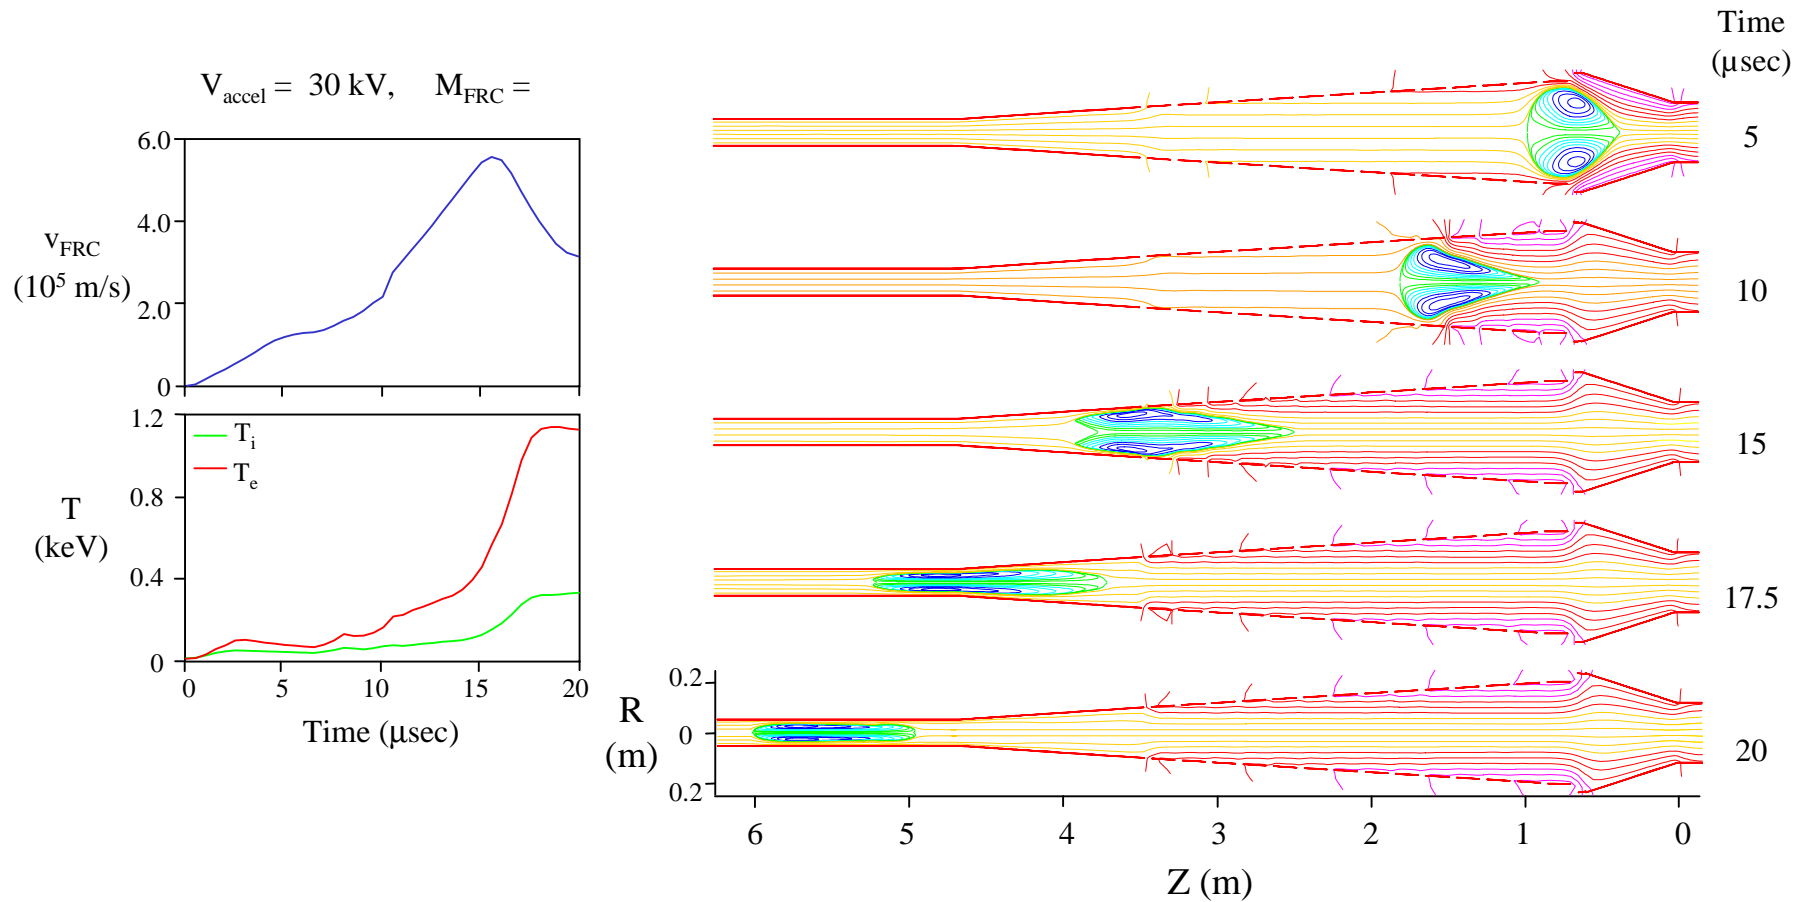 V_accel = 30 kV, M_FRC =
6.0
4.0
2.0
0
v_FRC
(10^5 m/s)
1.2
0.8
0.4
0
T_i
T_e
T
(keV)
0 5 10 15 20
Time (μsec)
Time
(μsec)
5
10
15
17.5
20
0.2
0
0.2
R
(m)
6 5 4 3 2 1 0
Z (m)